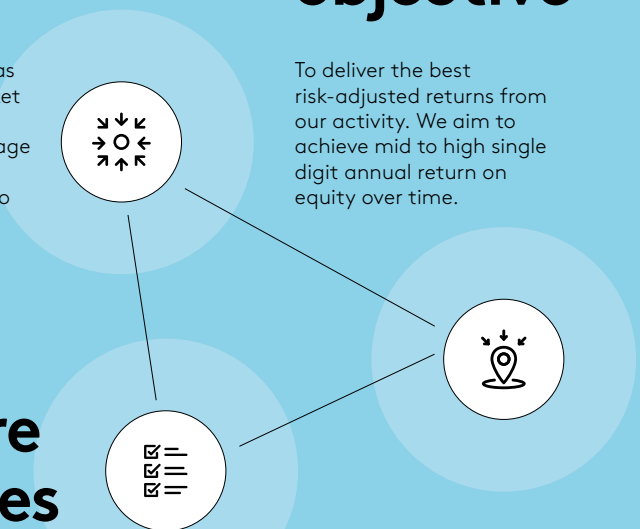 objective
To deliver the best
risk-adjusted returns from
our activity. We aim to
achieve mid to high single
digit annual return on
equity over time.